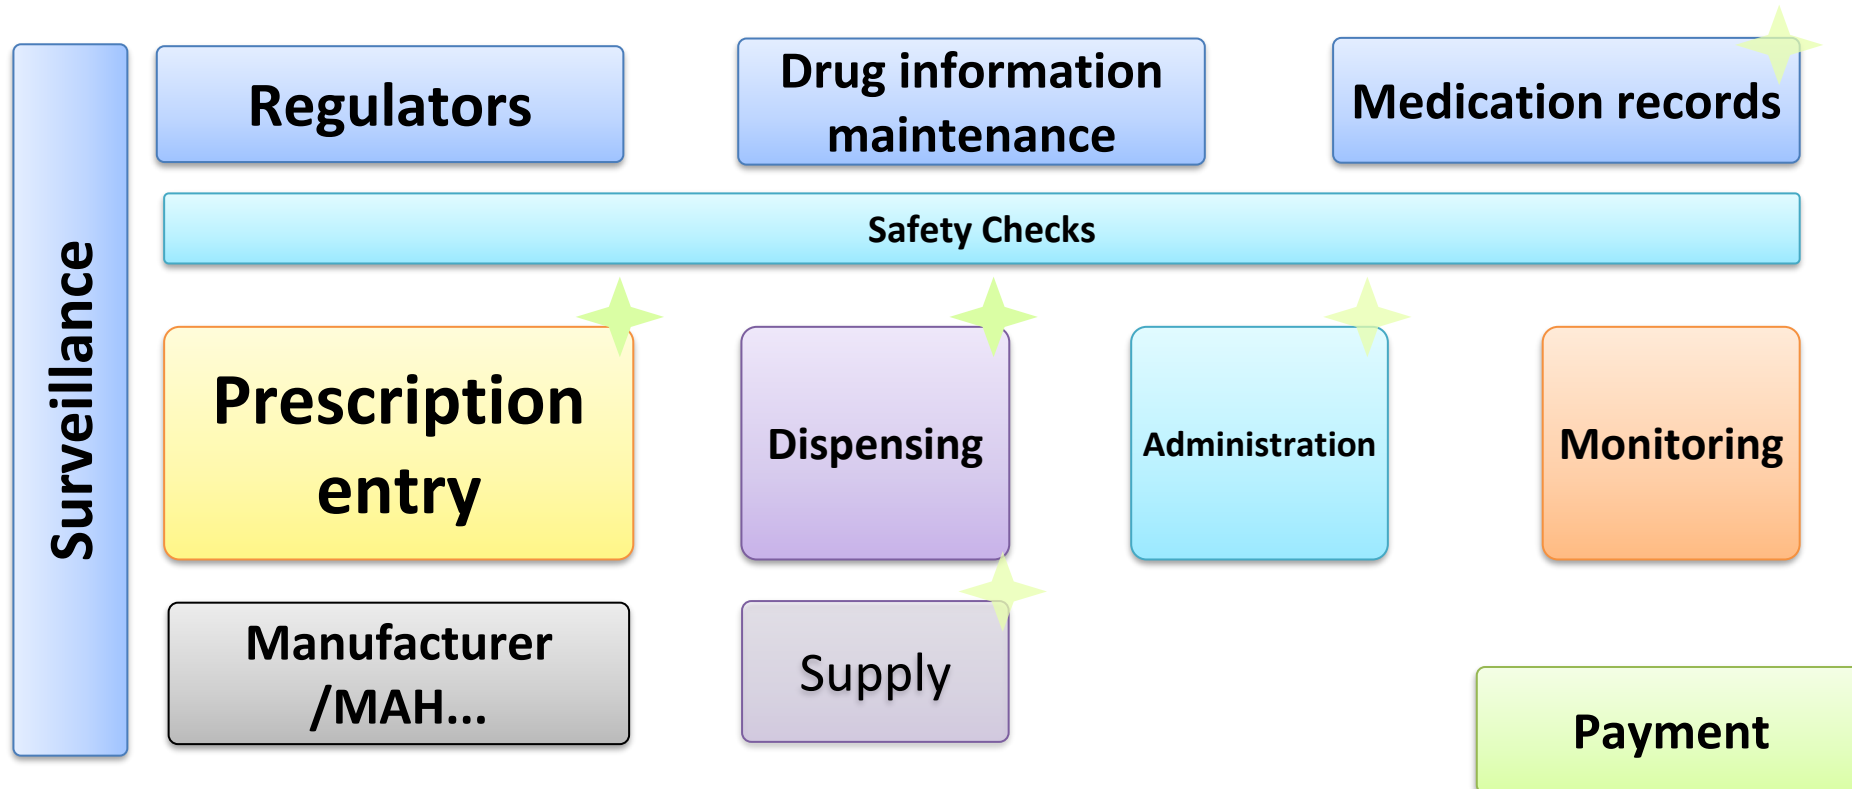 Surveillance
Regulators
Drug information
maintenance
Medication records
Safety Checks
Prescription
entry
Dispensing
Administration
Monitoring
Manufacturer
/MAH...
Supply
Payment